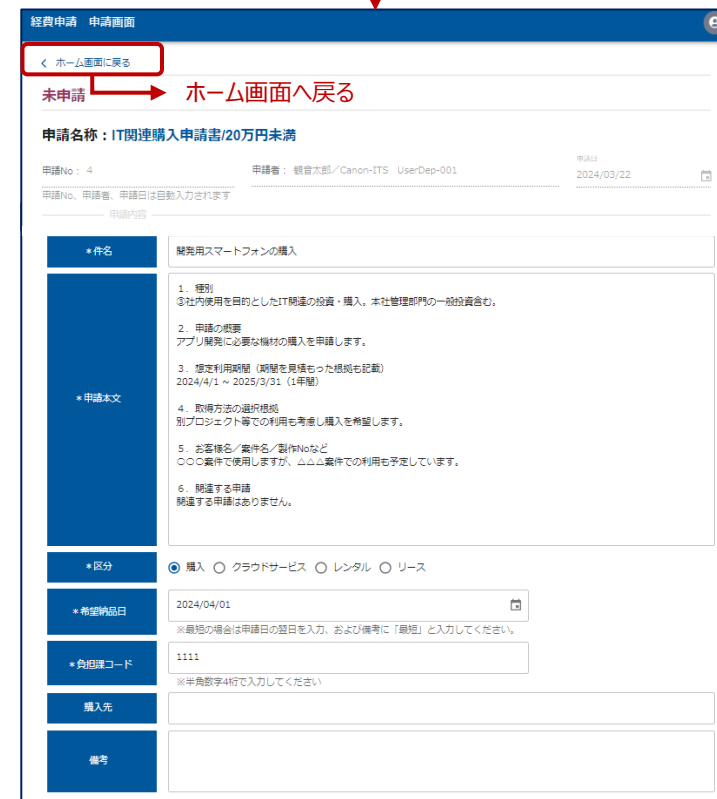 経費申請 申請画面
< ホーム画面に戻る
未申請
ホーム画面へ戻る
申請名称：IT関連購入申請書/20万円未満
申請No： 4
申請者： 観音太郎／Canon-ITS UserDep-001
申請日
2024/03/22
申請No、申請者、申請日は自動入力されます
申請内容
*件名
開発用スマートフォンの購入
*申請本文
1．種別
③社内使用を目的としたIT関連の投資・購入。本社管理部門の一般投資含む。
2．申請の概要
アプリ開発に必要な機材の購入を申請します。
3．想定利用期間（期間を見積もった根拠も記載）
2024/4/1 ~ 2025/3/31（1年間）
4．取得方法の選択根拠
別プロジェクト等での利用も考慮し購入を希望します。
5．お客様名／案件名／製作Noなど
○○○案件で使用しますが、△△△案件での利用も予定しています。
6．関連する申請
関連する申請はありません。
*区分
購入 クラウドサービス レンタル リース
*希望納品日
2024/04/01
※最短の場合は申請日の翌日を入力、および備考に「最短」と入力してください。
*負担課コード
1111
※半角数字4桁で入力してください
購入先
備考